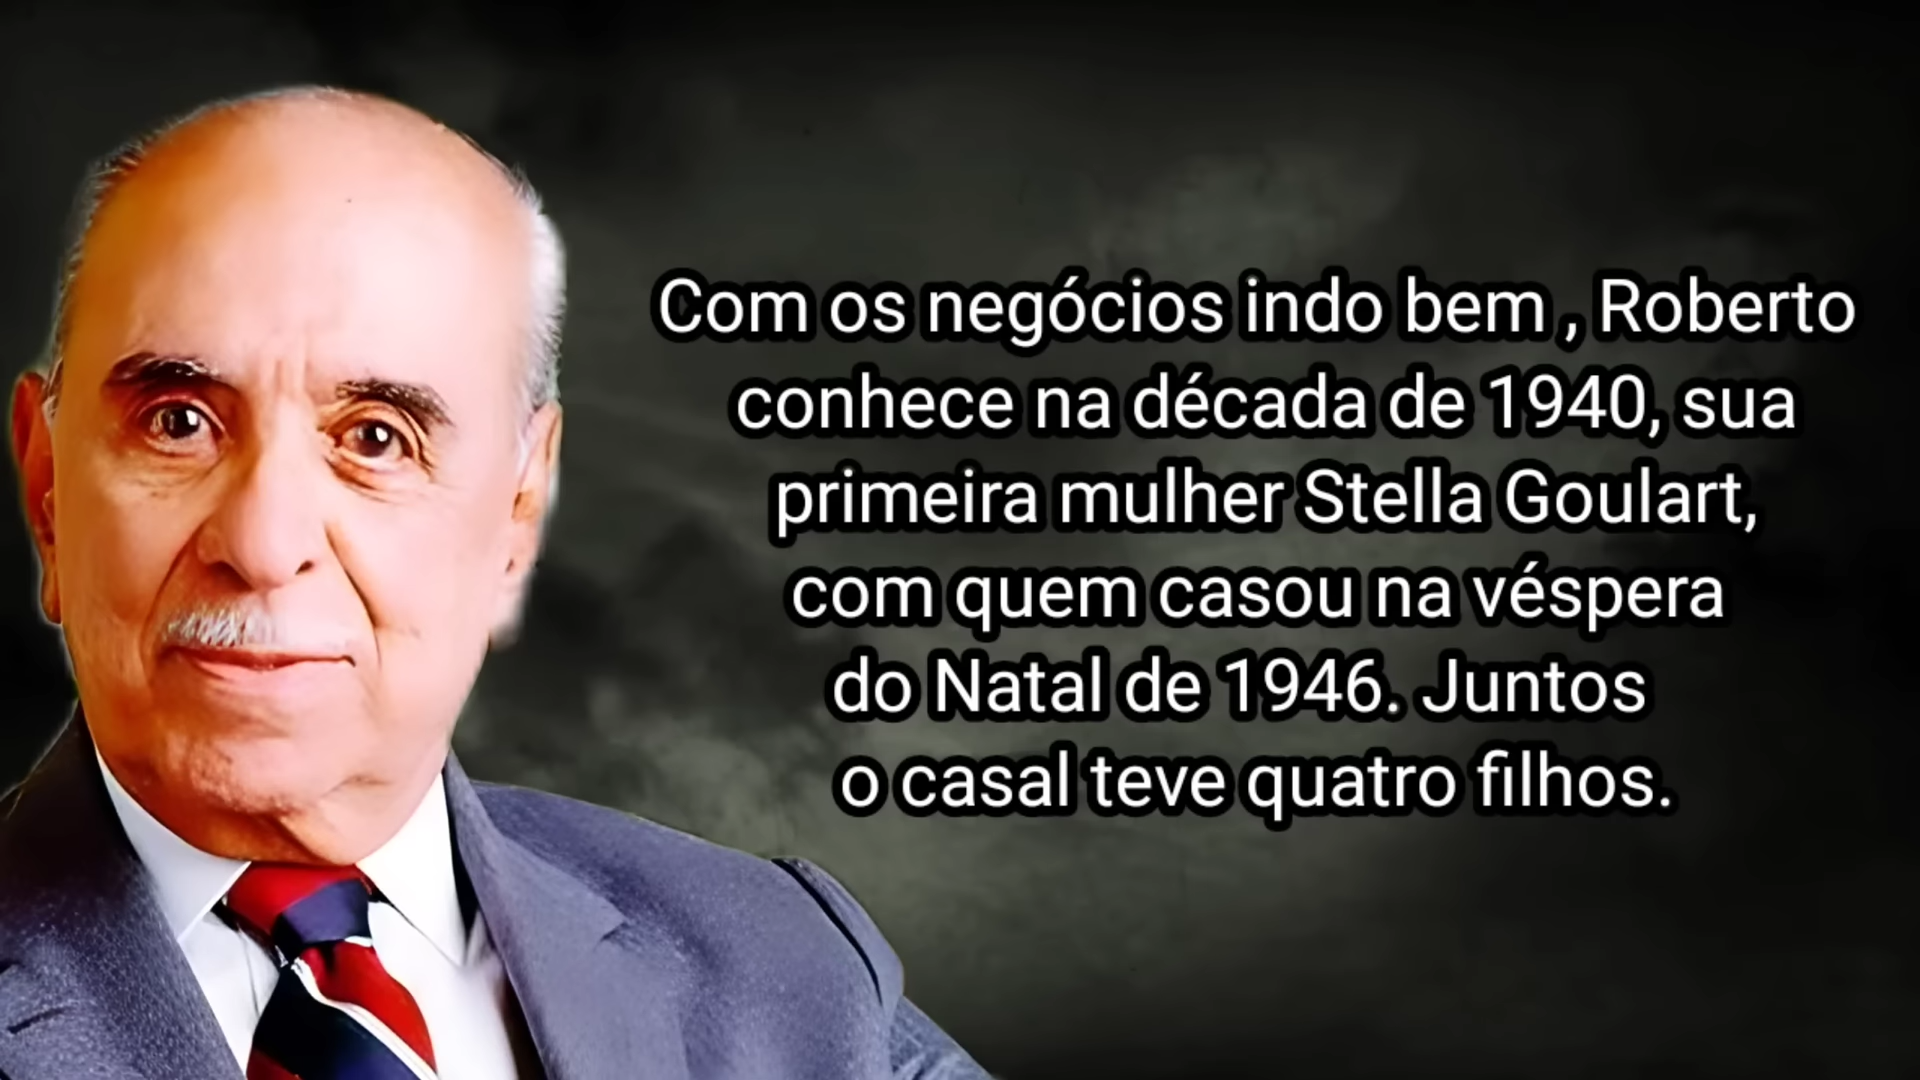 Com os negócios indo bem , Roberto
conhece na década de 1940, sua
primeira mulher Stella Goulart,
com quem casou na véspera
do Natal de 1946. Juntos
o casal teve quatro filhos.